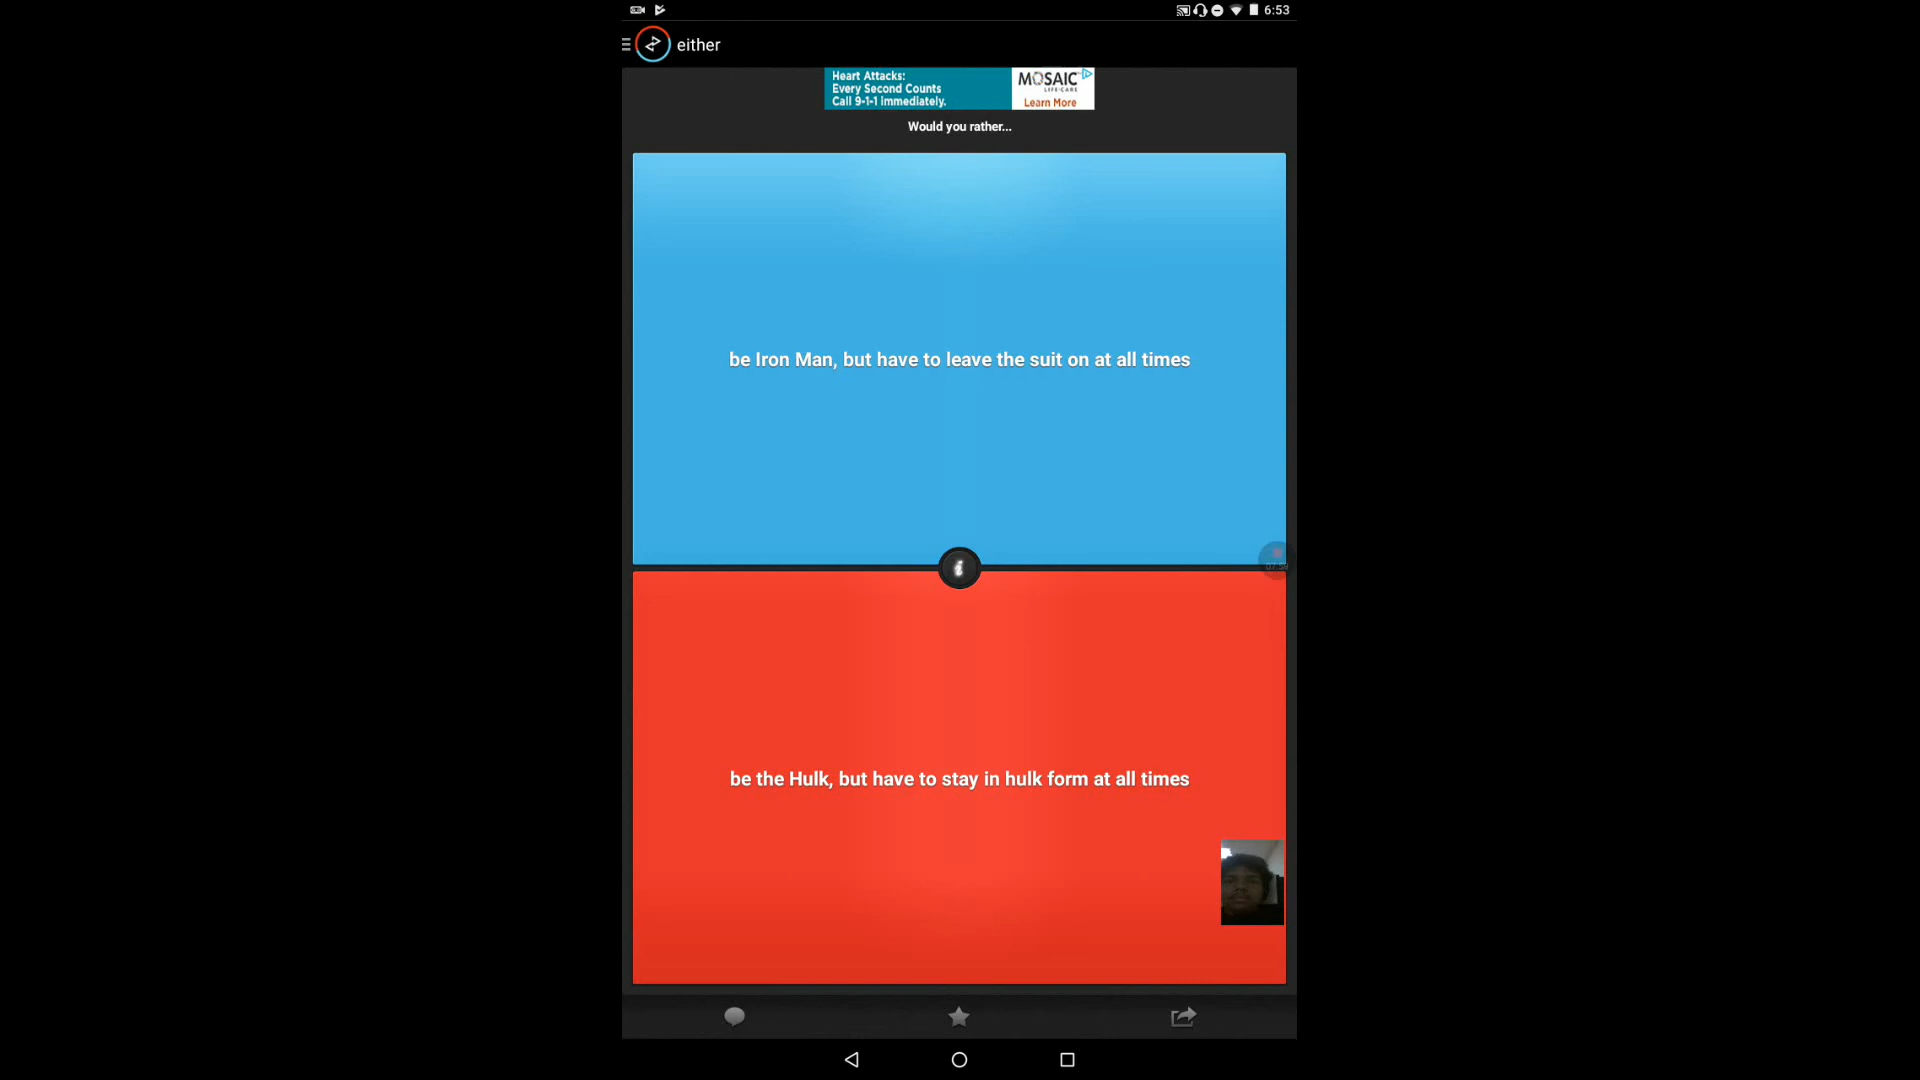 6:53
either
Heart Attacks:
Every Second Counts
Call 9-1-1 immediately.
MOSAIC
LIFE CARE
Learn More
Would you rather...
be Iron Man, but have to leave the suit on at all times
i
be the Hulk, but have to stay in hulk form at all times